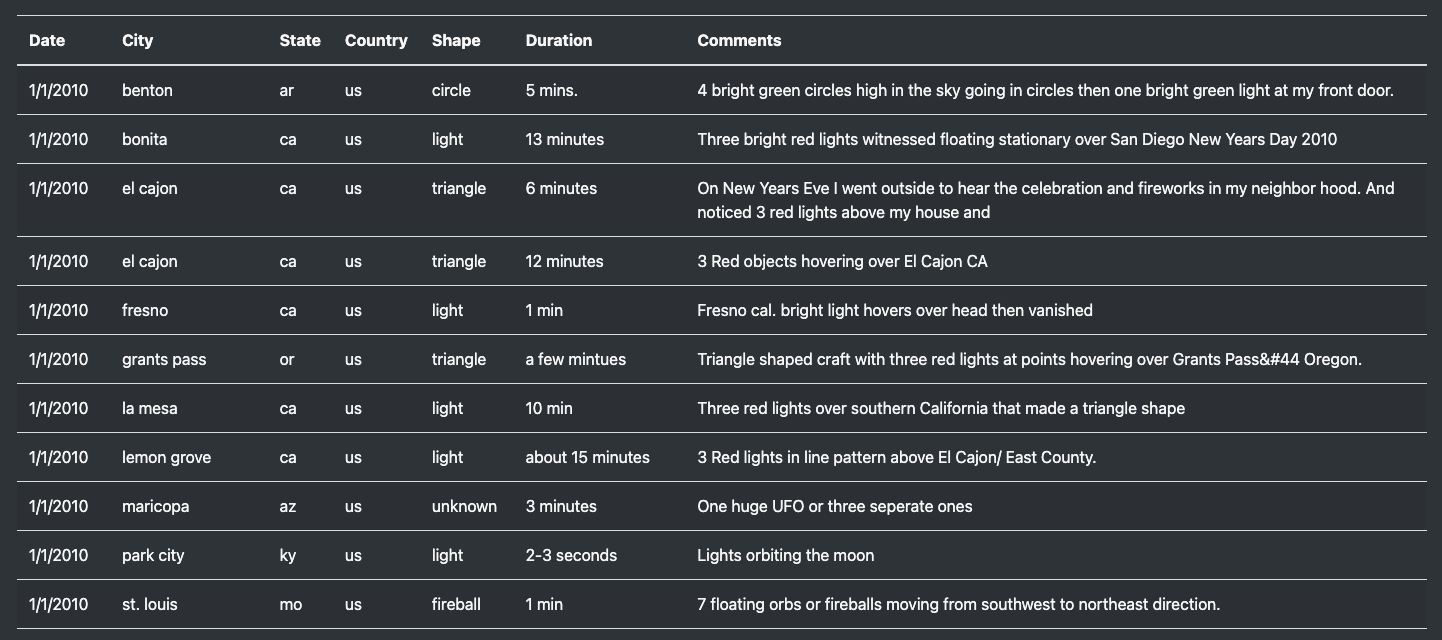 Date City State Country Shape Duration Comments
1/1/2010 benton ar us circle 5 mins. 4 bright green circles high in the sky going in circles then one bright green light at my front door.
1/1/2010 bonita ca us light 13 minutes Three bright red lights witnessed floating stationary over San Diego New Years Day 2010
1/1/2010 el cajon ca us triangle 6 minutes On New Years Eve I went outside to hear the celebration and fireworks in my neighbor hood. And
noticed 3 red lights above my house and
1/1/2010 el cajon ca us triangle 12 minutes 3 Red objects hovering over El Cajon CA
1/1/2010 fresno ca us light 1 min Fresno cal. bright light hovers over head then vanished
1/1/2010 grants pass or us triangle a few mintues Triangle shaped craft with three red lights at points hovering over Grants Pass&#44 Oregon.
1/1/2010 la mesa ca us light 10 min Three red lights over southern California that made a triangle shape
1/1/2010 lemon grove ca us light about 15 minutes 3 Red lights in line pattern above El Cajon/ East County.
1/1/2010 maricopa az us unknown 3 minutes One huge UFO or three seperate ones
1/1/2010 park city ky us light 2-3 seconds Lights orbiting the moon
1/1/2010 st. louis mo us fireball 1 min 7 floating orbs or fireballs moving from southwest to northeast direction.